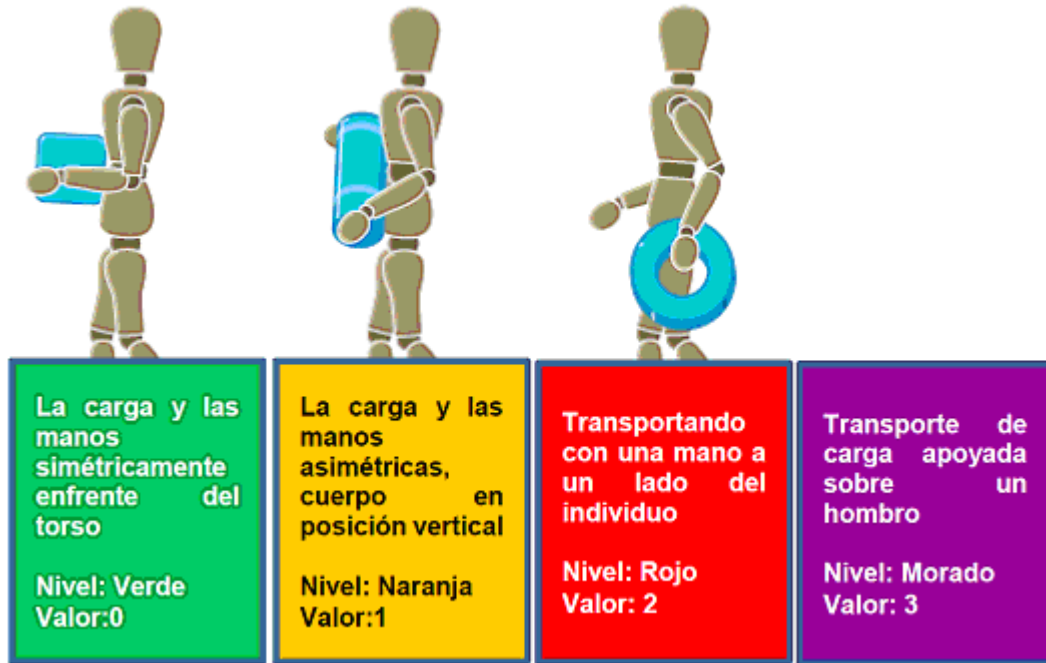 La carga y las
manos
simétricamente
enfrente del
torso
Nivel: Verde
Valor:0
La carga y las
manos
asimétricas,
cuerpo en
posición vertical
Nivel: Naranja
Valor:1
Transportando
con una mano a
un lado del
individuo
Nivel: Rojo
Valor: 2
Transporte de
carga apoyada
sobre un
hombro
Nivel: Morado
Valor: 3